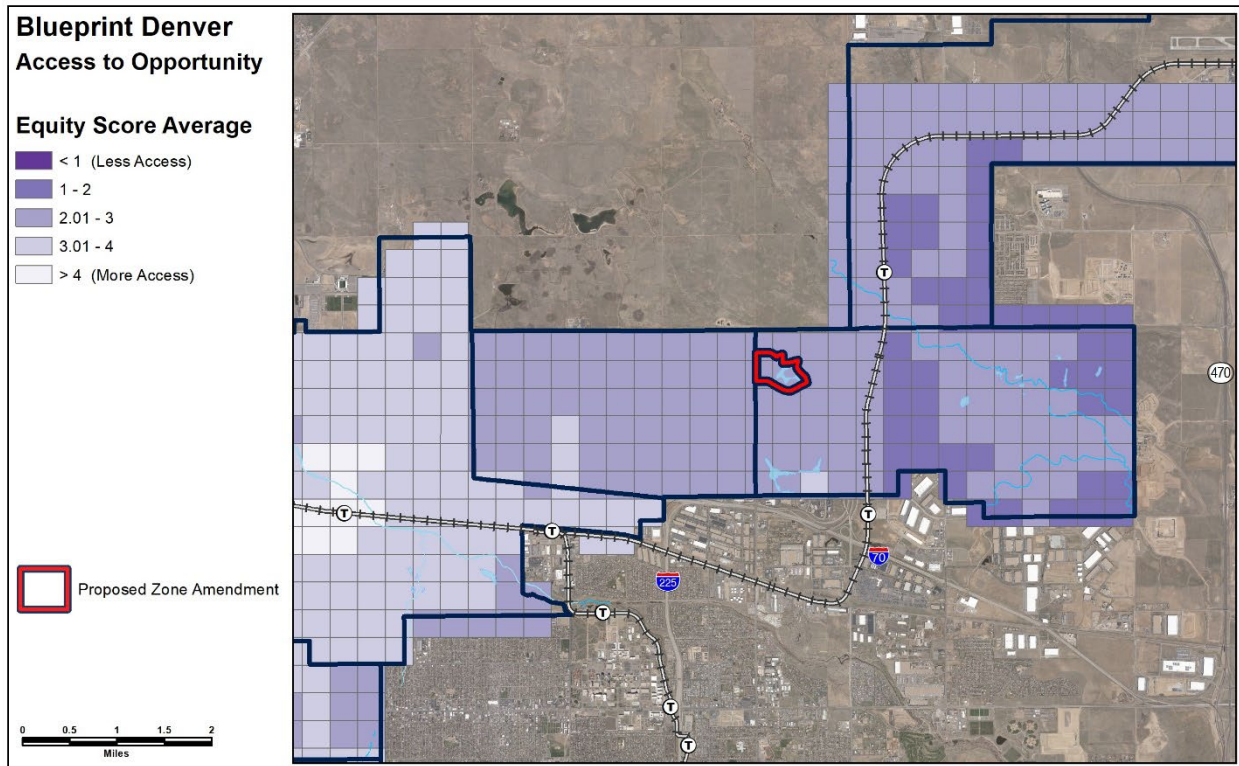 Blueprint Denver
Access to Opportunity
Equity Score Average
< 1 (Less Access)
1 - 2
2.01 - 3
3.01 - 4
> 4 (More Access)
Proposed Zone Amendment
0 0.5 1 1.5 2
Miles
T
470
T
T
T
70
225
T
T
T